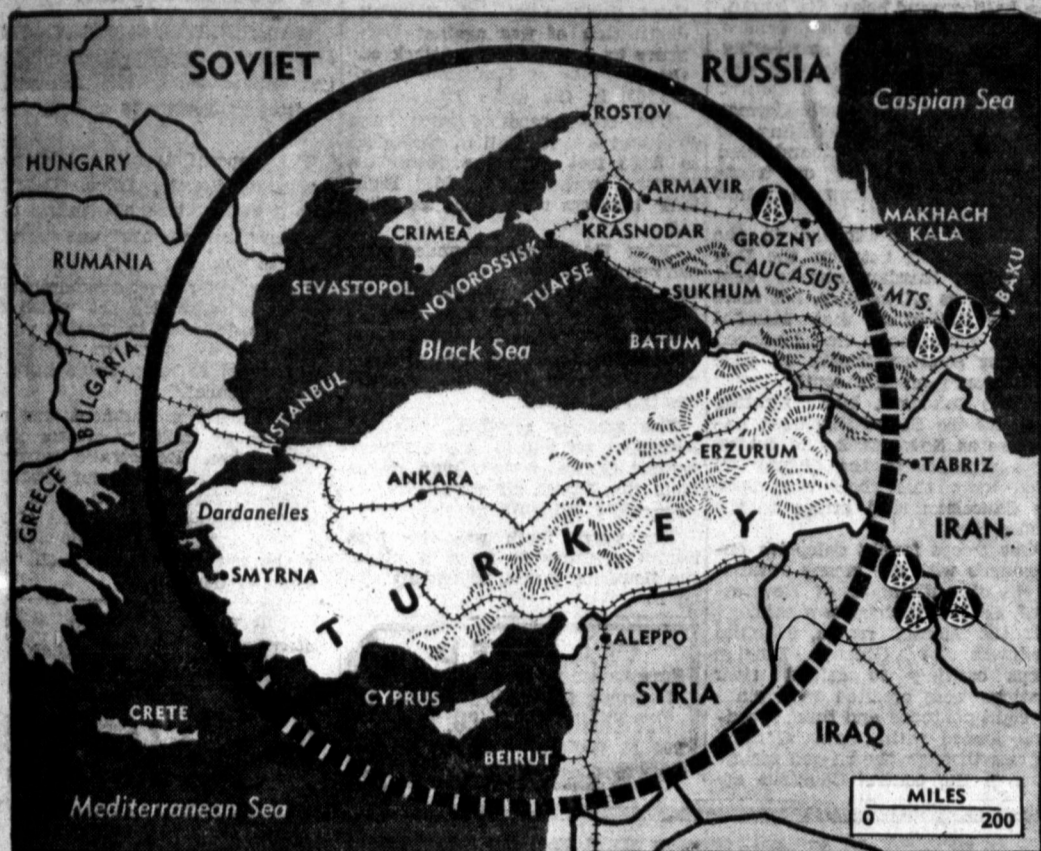 SOVIET
RUSSIA
Caspian Sea
ROSTOV
HUNGARY
ARMAVIR
KRASNODAR
GROZNY
MAKHACH
KALA
CRIMEA
RUMANIA
CAUCASUS
MTS.
SEVASTOPOL
NOVOROSSISK
TUAPSE
SUKHUM
BAKU
Black Sea
BATUM
BULGARIA
ISTANBUL
ERZURUM
TABRIZ
ANKARA
GREECE
Dardanelles
IRAN
SMYRNA
TURKEY
ALEPPO
CYPRUS
SYRIA
CRETE
IRAQ
BEIRUT
Mediterranean Sea
MILES
0 200